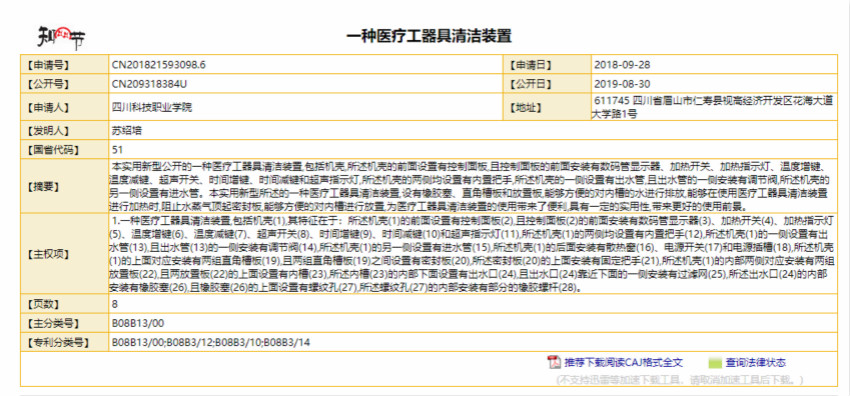 知网节
一种医疗工器具清洁装置
【申请号】 CN201821593098.6 【申请日】 2018-09-28
【公开号】 CN209318384U 【公开日】 2019-08-30
【申请人】 四川科技职业学院 【地址】 611745 四川省眉山市仁寿县视高经济开发区花海大道
大学路1号
【发明人】 苏绍培
【国省代码】 51
【摘要】 本实用新型公开的一种医疗工器具清洁装置,包括机壳,所述机壳的前面设置有控制面板,且控制面板的前面安装有数码管显示器、加热开关、加热指示灯、温度增键、
温度减键、超声开关、时间增键、时间减键和超声指示灯,所述机壳的两侧均设置有内置把手,所述机壳的一侧设置有出水管,且出水管的一侧安装有调节阀,所述机壳的
另一侧设置有进水管。本实用新型所述的一种医疗工器具清洁装置,设有橡胶塞、直角槽板和放置板,能够方便的对内槽的水进行排放,能够在使用医疗工器具清洁装置
进行加热时,阻止水蒸气顶起密封板,能够方便的对内槽进行放置,为医疗工器具清洁装置的使用带来了便利,具有一定的实用性,带来更好的使用前景。
【主权项】 1.一种医疗工器具清洁装置,包括机壳(1),其特征在于：所述机壳(1)的前面设置有控制面板(2),且控制面板(2)的前面安装有数码管显示器(3)、加热开关(4)、加热指示灯
(5)、温度增键(6)、温度减键(7)、超声开关(8)、时间增键(9)、时间减键(10)和超声指示灯(11),所述机壳(1)的两侧均设置有内置把手(12),所述机壳(1)的一侧设置有出
水管(13),且出水管(13)的一侧安装有调节阀(14),所述机壳(1)的另一侧设置有进水管(15),所述机壳(1)的后面安装有散热窗(16)、电源开关(17)和电源插槽(18),所述机壳
(1)的上面对应安装有两组直角槽板(19),且两组直角槽板(19)之间设置有密封板(20),所述密封板(20)的上面安装有固定把手(21),所述机壳(1)的内部两侧对应安装有两组
放置板(22),且两放置板(22)的上面设置有内槽(23),所述内槽(23)的内部下面设置有出水口(24),且出水口(24)靠近下面的一侧安装有过滤网(25),所述出水口(24)的内部
安装有橡胶塞(26),且橡胶塞(26)的上面设置有螺纹孔(27),所述螺纹孔(27)的内部安装有部分的橡胶螺杆(28)。
【页数】 8
【主分类号】 B08B13/00
【专利分类号】 B08B13/00;B08B3/12;B08B3/10;B08B3/14
推荐下载阅读CAJ格式全文 查询法律状态
(不支持迅雷等加速下载工具，请取消加速工具后下载。)